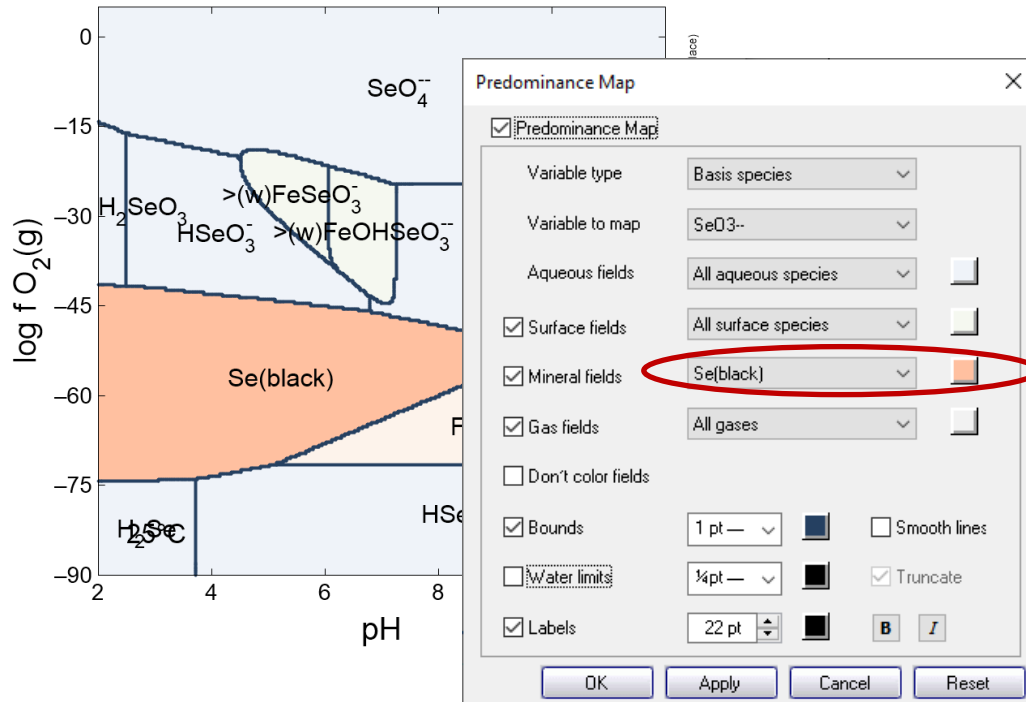 0
−15
−30
−45
−60
−75
−90
log f O₂(g)
2
4
6
8
pH
SeO₄⁻⁻
H₂SeO₃
HSeO₃⁻
>(w)FeSeO₃⁻
>(w)FeOHSeO₃⁻⁻
Se(black)
F
H₂Se
25°C
HSe
lace)
Predominance Map
Predominance Map
Variable type Basis species
Variable to map SeO3--
Aqueous fields All aqueous species
Surface fields All surface species
Mineral fields Se(black)
Gas fields All gases
Don't color fields
Bounds 1 pt — Smooth lines
Water limits ¼pt — Truncate
Labels 22 pt B I
OK Apply Cancel Reset